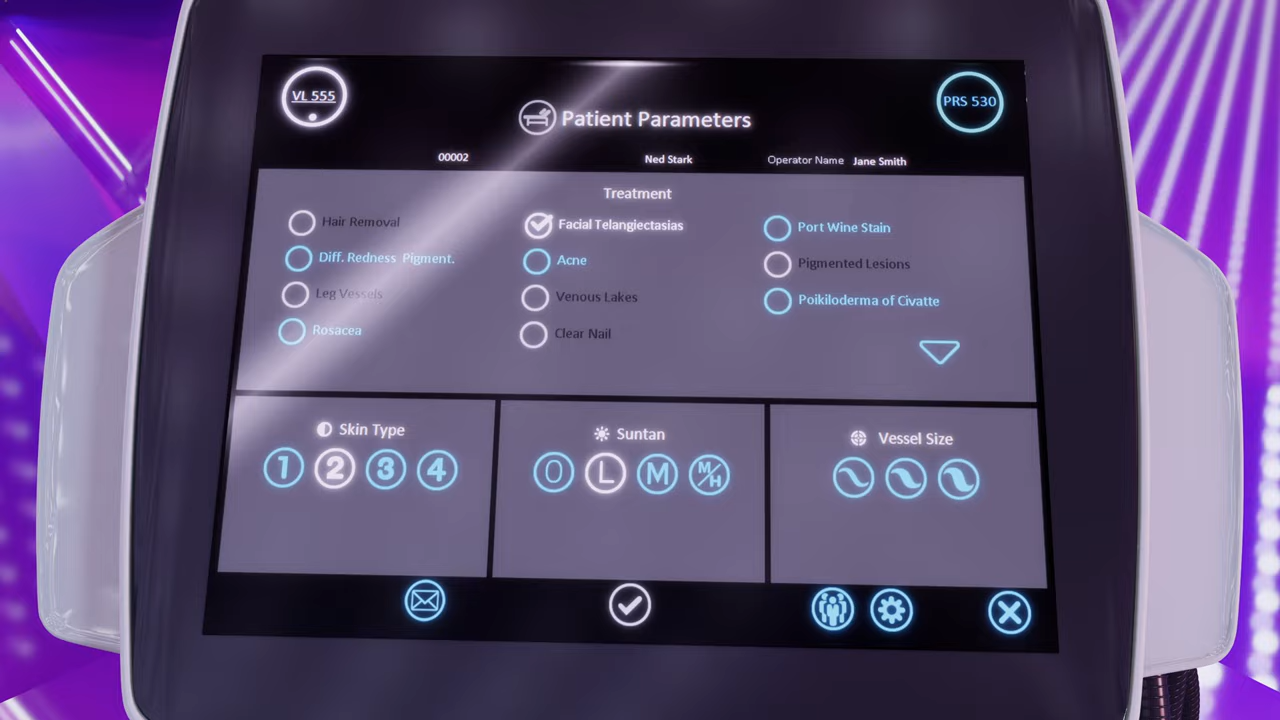 VL 555
PRS 530
Patient Parameters
00002 Ned Stark Operator Name Jane Smith
Treatment
Hair Removal Facial Telangiectasias Port Wine Stain
Diff. Redness Pigment. Acne Pigmented Lesions
Leg Vessels Venous Lakes Poikiloderma of Civatte
Rosacea Clear Nail
Skin Type Suntan Vessel Size
1 2 3 4 O L M M/H